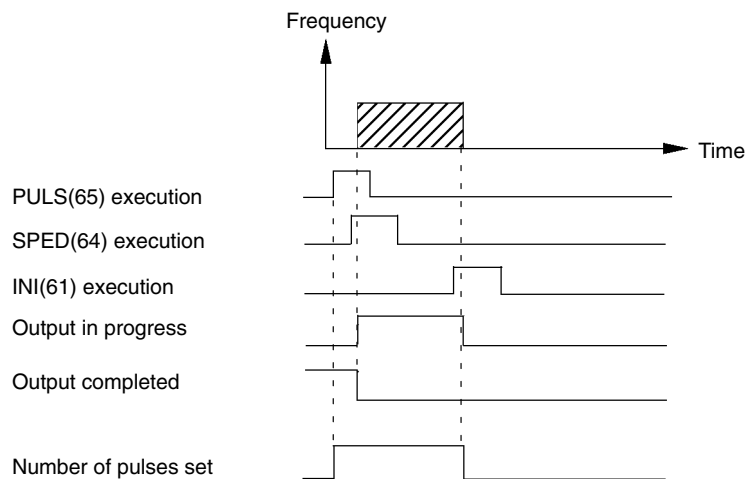 Frequency
Time
PULS(65) execution
SPED(64) execution
INI(61) execution
Output in progress
Output completed
Number of pulses set